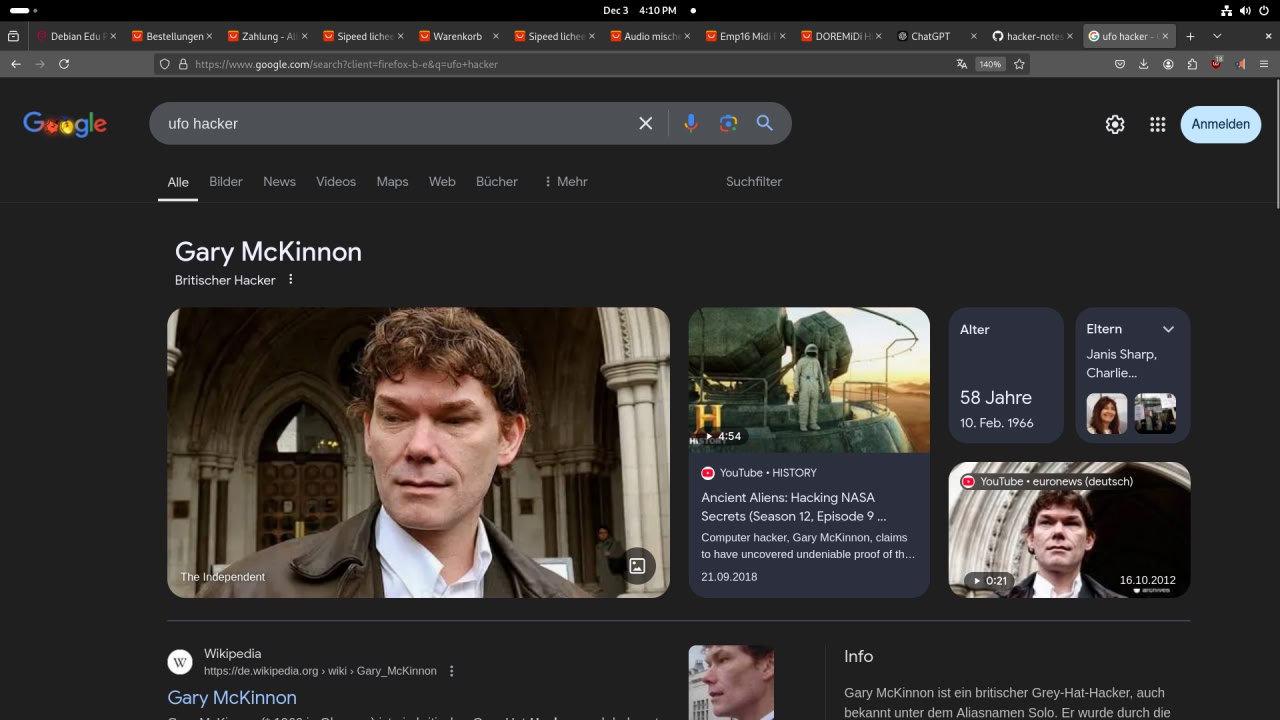 Dec 3 4:10 PM
Debian Edu P
Bestellungen
Zahlung - Ali
Sipeed lichee
Warenkorb
Sipeed lichee
Audio mische
Emp16 Midi
DOREMiDi H
ChatGPT
hacker-notes
ufo hacker - G
https://www.google.com/search?client=firefox-b-e&q=ufo+hacker
140%
18
Google
ufo hacker
Anmelden
Alle
Bilder
News
Videos
Maps
Web
Bücher
Mehr
Suchfilter
Gary McKinnon
Britischer Hacker
The Independent
HISTORY
4:54
YouTube • HISTORY
Ancient Aliens: Hacking NASA
Secrets (Season 12, Episode 9 ...
Computer hacker, Gary McKinnon, claims
to have uncovered undeniable proof of th…
21.09.2018
Alter
58 Jahre
10. Feb. 1966
Eltern
Janis Sharp,
Charlie...
YouTube • euronews (deutsch)
0:21
16.10.2012
archives
W
Wikipedia
https://de.wikipedia.org › wiki › Gary_McKinnon
Gary McKinnon
Info
Gary McKinnon ist ein britischer Grey-Hat-Hacker, auch
bekannt unter dem Aliasnamen Solo. Er wurde durch die